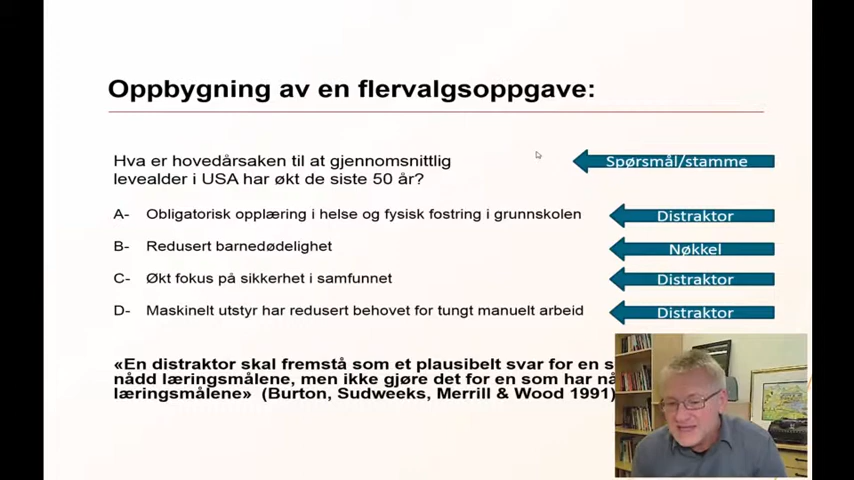 Oppbygning av en flervalgsoppgave:
Hva er hovedårsaken til at gjennomsnittlig
levealder i USA har økt de siste 50 år?
Spørsmål/stamme
A- Obligatorisk opplæring i helse og fysisk fostring i grunnskolen
Distraktor
B- Redusert barnedødelighet
Nøkkel
C- Økt fokus på sikkerhet i samfunnet
Distraktor
D- Maskinelt utstyr har redusert behovet for tungt manuelt arbeid
Distraktor
«En distraktor skal fremstå som et plausibelt svar for en
nådd læringsmålene, men ikke gjøre det for en som har
læringsmålene» (Burton, Sudweeks, Merrill & Wood 1991)